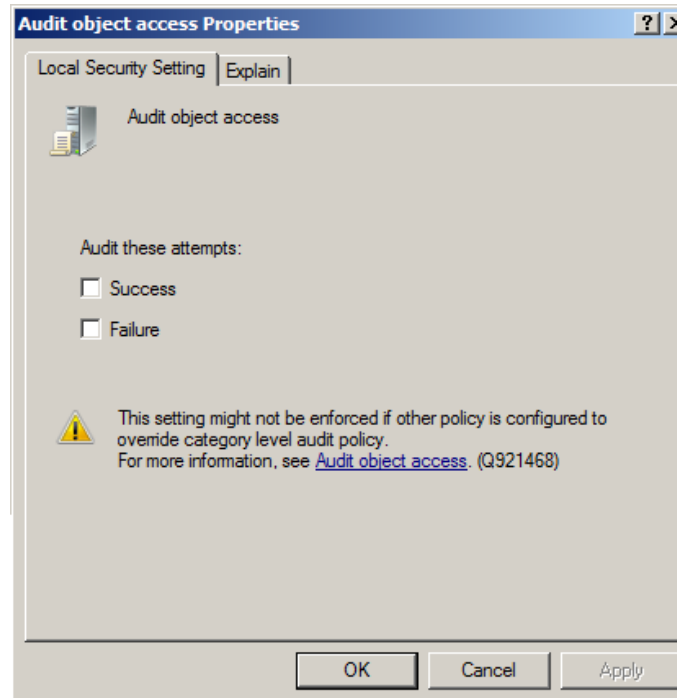 Audit object access Properties
Local Security Setting
Explain
Audit object access
Audit these attempts:
Success
Failure
This setting might not be enforced if other policy is configured to
override category level audit policy.
For more information, see Audit object access. (Q921468)
OK
Cancel
Apply